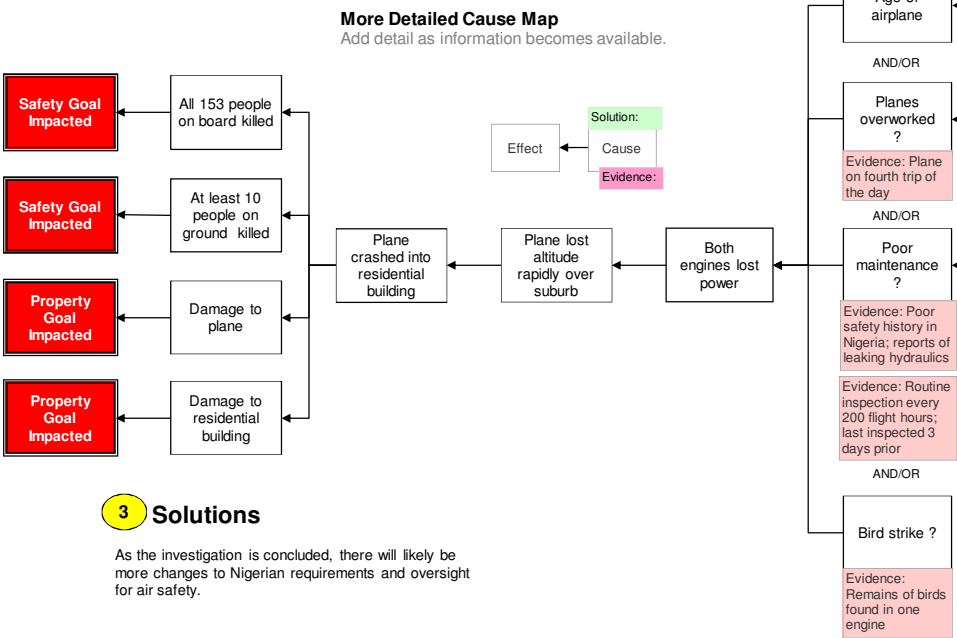 More Detailed Cause Map
Add detail as information becomes available.
Safety Goal
Impacted
All 153 people
on board killed
Safety Goal
Impacted
At least 10
people on
ground killed
Property
Goal
Impacted
Damage to
plane
Property
Goal
Impacted
Damage to
residential
building
Plane
crashed into
residential
building
Plane lost
altitude
rapidly over
suburb
Both
engines lost
power
Effect
Solution:
Cause
Evidence:
Age of
airplane
AND/OR
Planes
overworked
?
Evidence: Plane
on fourth trip of
the day
AND/OR
Poor
maintenance
?
Evidence: Poor
safety history in
Nigeria; reports of
leaking hydraulics
Evidence: Routine
inspection every
200 flight hours;
last inspected 3
days prior
AND/OR
Bird strike ?
Evidence:
Remains of birds
found in one
engine
3 Solutions
As the investigation is concluded, there will likely be
more changes to Nigerian requirements and oversight
for air safety.